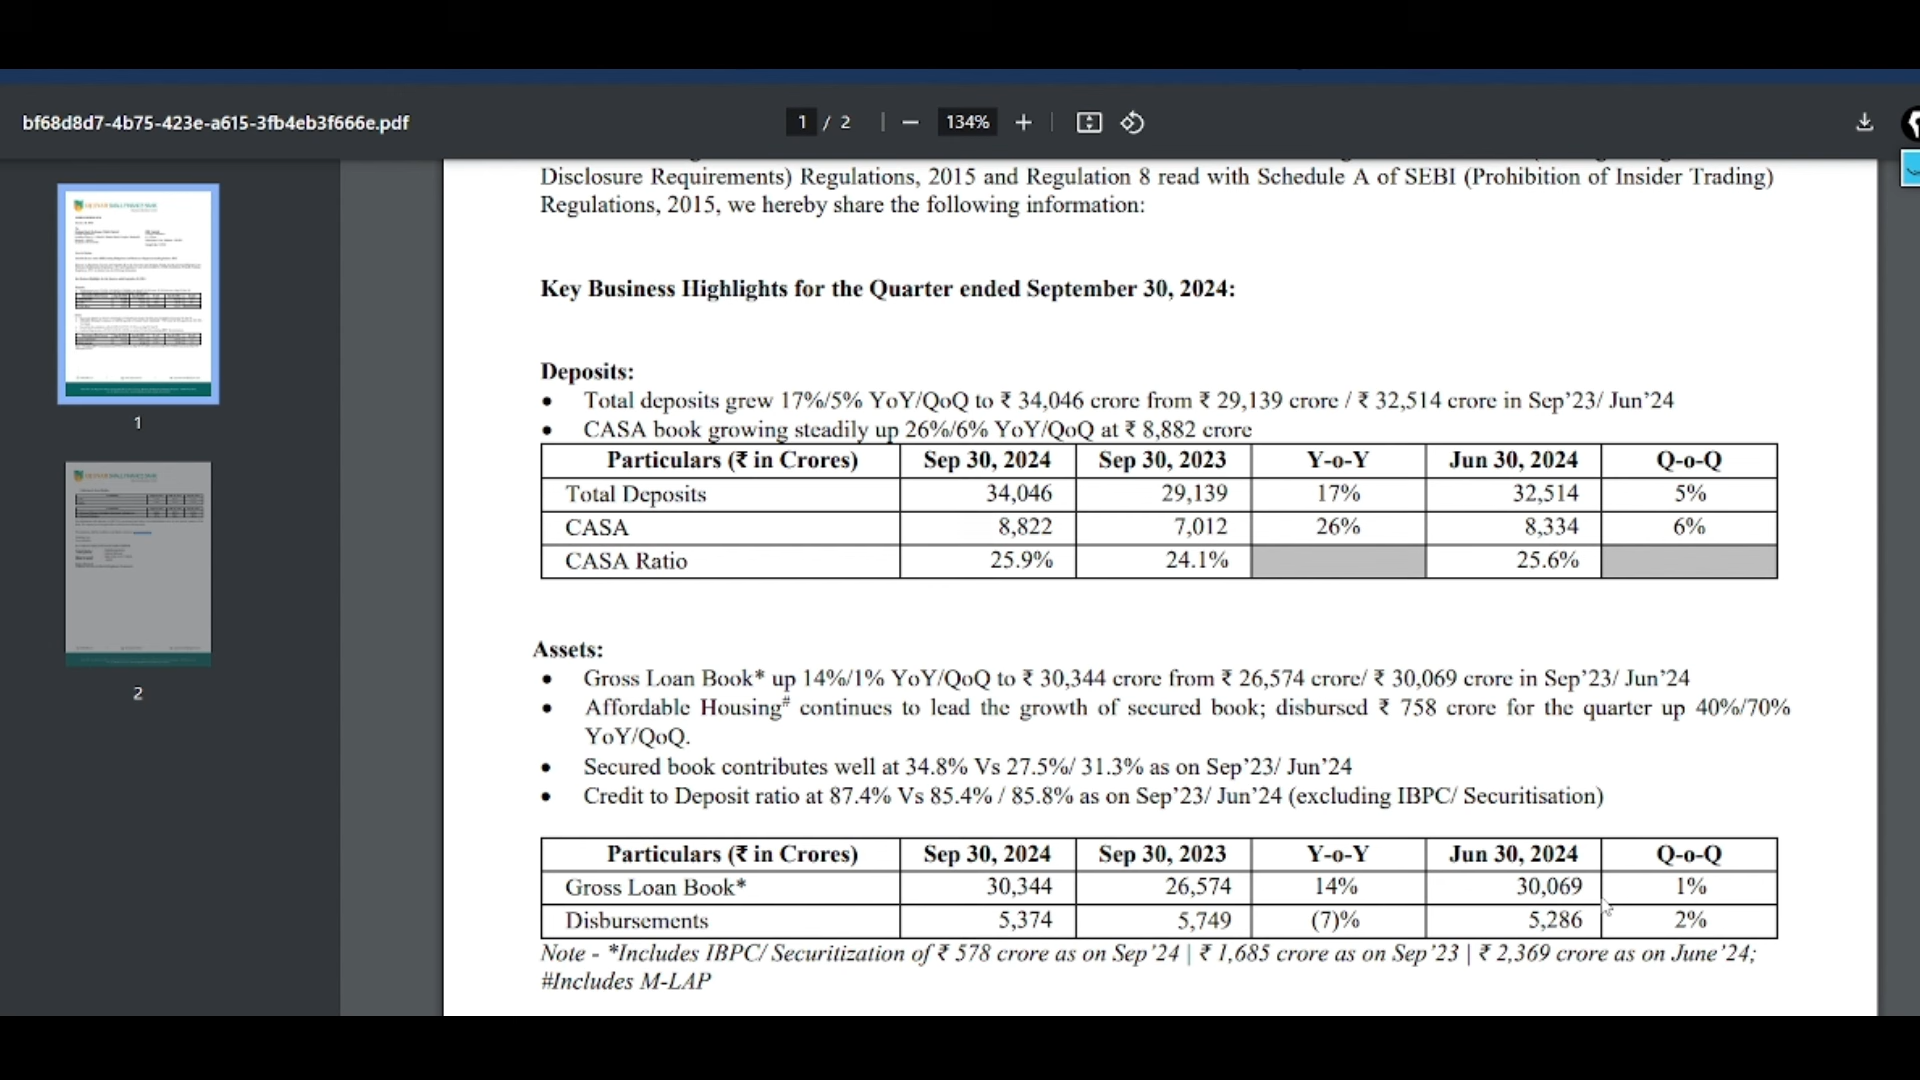 bf68d8d7-4b75-423e-a615-3fb4eb3f666e.pdf
1 / 2
134%
Disclosure Requirements) Regulations, 2015 and Regulation 8 read with Schedule A of SEBI (Prohibition of Insider Trading)
Regulations, 2015, we hereby share the following information:
Key Business Highlights for the Quarter ended September 30, 2024:
Deposits:
• Total deposits grew 17%/5% YoY/QoQ to ₹ 34,046 crore from ₹ 29,139 crore / ₹ 32,514 crore in Sep’23/ Jun’24
• CASA book growing steadily up 26%/6% YoY/QoQ at ₹ 8,882 crore
Particulars (₹ in Crores) Sep 30, 2024 Sep 30, 2023 Y-o-Y Jun 30, 2024 Q-o-Q
Total Deposits 34,046 29,139 17% 32,514 5%
CASA 8,822 7,012 26% 8,334 6%
CASA Ratio 25.9% 24.1% 25.6%
Assets:
• Gross Loan Book* up 14%/1% YoY/QoQ to ₹ 30,344 crore from ₹ 26,574 crore/ ₹ 30,069 crore in Sep’23/ Jun’24
• Affordable Housing# continues to lead the growth of secured book; disbursed ₹ 758 crore for the quarter up 40%/70%
YoY/QoQ.
• Secured book contributes well at 34.8% Vs 27.5%/ 31.3% as on Sep’23/ Jun’24
• Credit to Deposit ratio at 87.4% Vs 85.4% / 85.8% as on Sep’23/ Jun’24 (excluding IBPC/ Securitisation)
Particulars (₹ in Crores) Sep 30, 2024 Sep 30, 2023 Y-o-Y Jun 30, 2024 Q-o-Q
Gross Loan Book* 30,344 26,574 14% 30,069 1%
Disbursements 5,374 5,749 (7)% 5,286 2%
Note - *Includes IBPC/ Securitization of ₹ 578 crore as on Sep’24 | ₹ 1,685 crore as on Sep’23 | ₹ 2,369 crore as on June’24;
#Includes M-LAP
1
2